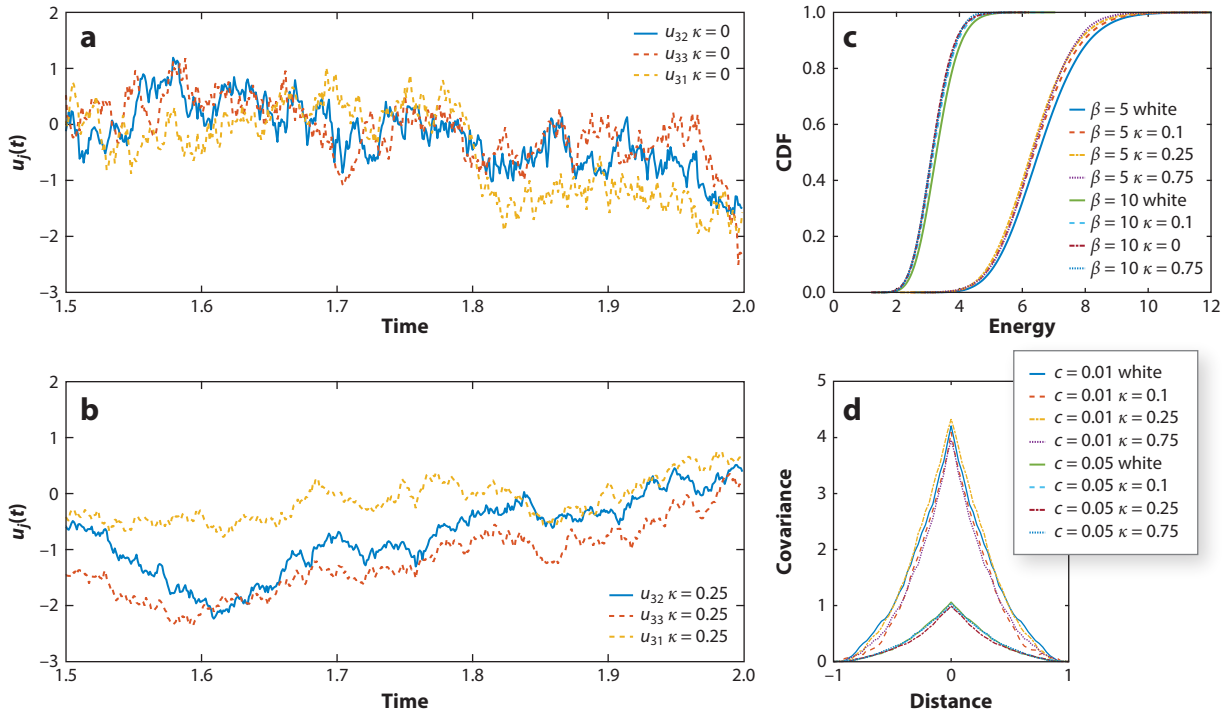 a
2
1
0
−1
−2
−3
u_j(t)
1.5 1.6 1.7 1.8 1.9 2.0
Time
u_32 κ = 0
u_33 κ = 0
u_31 κ = 0
c
1.0
0.8
0.6
0.4
0.2
0.0
CDF
0 2 4 6 8 10 12
Energy
β = 5 white
β = 5 κ = 0.1
β = 5 κ = 0.25
β = 5 κ = 0.75
β = 10 white
β = 10 κ = 0.1
β = 10 κ = 0
β = 10 κ = 0.75
b
2
1
0
−1
−2
−3
u_j(t)
1.5 1.6 1.7 1.8 1.9 2.0
Time
u_32 κ = 0.25
u_33 κ = 0.25
u_31 κ = 0.25
d
5
4
3
2
1
0
Covariance
−1 0 1
Distance
c = 0.01 white
c = 0.01 κ = 0.1
c = 0.01 κ = 0.25
c = 0.01 κ = 0.75
c = 0.05 white
c = 0.05 κ = 0.1
c = 0.05 κ = 0.25
c = 0.05 κ = 0.75